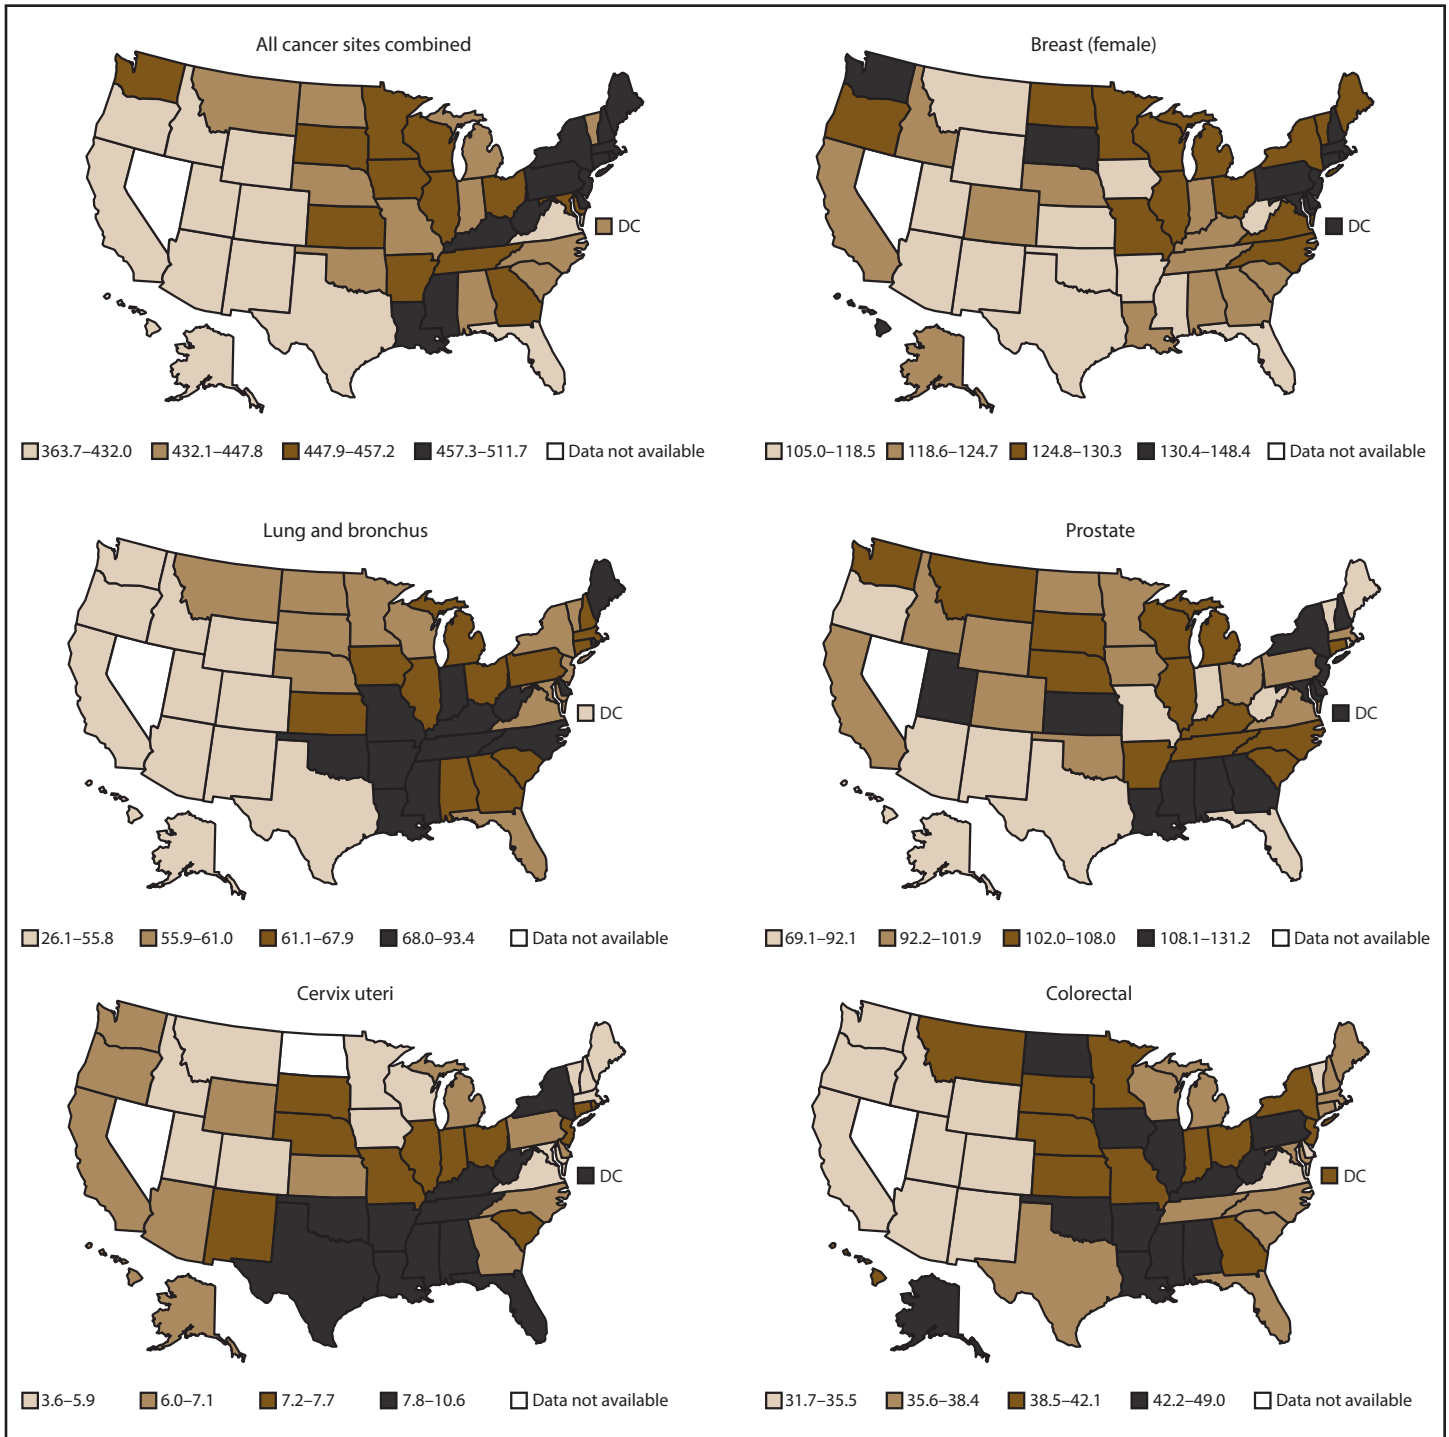 All cancer sites combined
DC
363.7–432.0 432.1–447.8 447.9–457.2 457.3–511.7 Data not available
Breast (female)
DC
105.0–118.5 118.6–124.7 124.8–130.3 130.4–148.4 Data not available
Lung and bronchus
DC
26.1–55.8 55.9–61.0 61.1–67.9 68.0–93.4 Data not available
Prostate
DC
69.1–92.1 92.2–101.9 102.0–108.0 108.1–131.2 Data not available
Cervix uteri
DC
3.6–5.9 6.0–7.1 7.2–7.7 7.8–10.6 Data not available
Colorectal
DC
31.7–35.5 35.6–38.4 38.5–42.1 42.2–49.0 Data not available